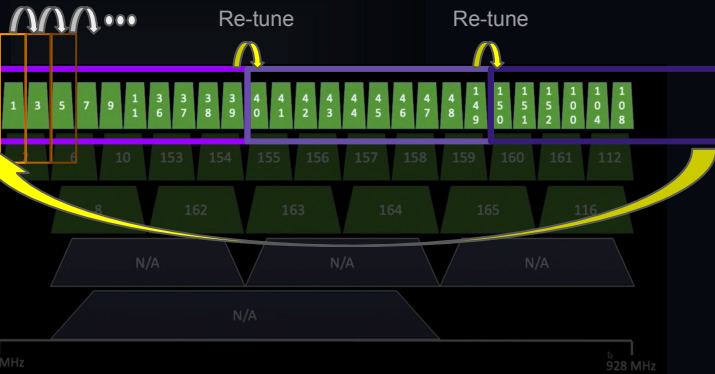 Re-tune Re-tune
1 3 5 7 9 11 36 37 38 39 40 41 42 43 44 45 46 47 48 149 150 151 152 100 104 108
6 10 153 154 155 156 157 158 159 160 161 112
8 162 163 164 165 116
N/A N/A N/A
N/A
MHz 928 MHz